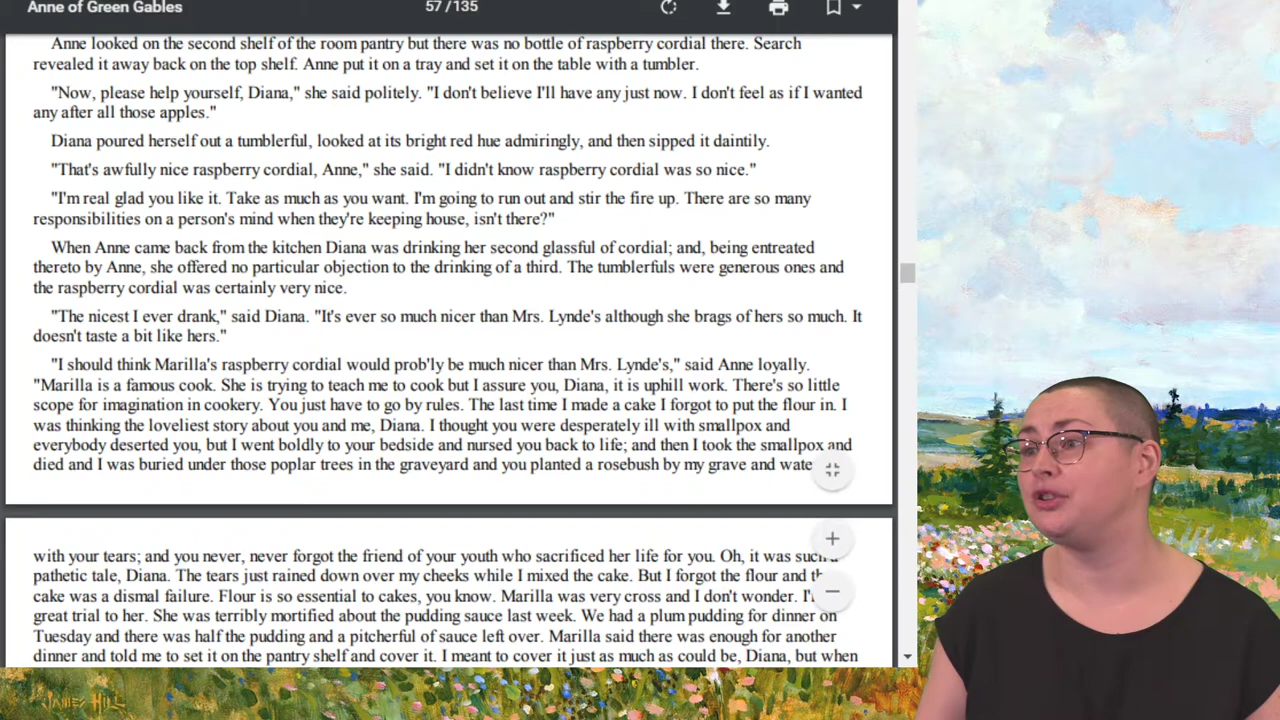 Anne of Green Gables
57 / 135
Anne looked on the second shelf of the room pantry but there was no bottle of raspberry cordial there. Search
revealed it away back on the top shelf. Anne put it on a tray and set it on the table with a tumbler.
"Now, please help yourself, Diana," she said politely. "I don't believe I'll have any just now. I don't feel as if I wanted
any after all those apples."
Diana poured herself out a tumblerful, looked at its bright red hue admiringly, and then sipped it daintily.
"That's awfully nice raspberry cordial, Anne," she said. "I didn't know raspberry cordial was so nice."
"I'm real glad you like it. Take as much as you want. I'm going to run out and stir the fire up. There are so many
responsibilities on a person's mind when they're keeping house, isn't there?"
When Anne came back from the kitchen Diana was drinking her second glassful of cordial; and, being entreated
thereto by Anne, she offered no particular objection to the drinking of a third. The tumblerfuls were generous ones and
the raspberry cordial was certainly very nice.
"The nicest I ever drank," said Diana. "It's ever so much nicer than Mrs. Lynde's although she brags of hers so much. It
doesn't taste a bit like hers."
"I should think Marilla's raspberry cordial would prob'ly be much nicer than Mrs. Lynde's," said Anne loyally.
"Marilla is a famous cook. She is trying to teach me to cook but I assure you, Diana, it is uphill work. There's so little
scope for imagination in cookery. You just have to go by rules. The last time I made a cake I forgot to put the flour in. I
was thinking the loveliest story about you and me, Diana. I thought you were desperately ill with smallpox and
everybody deserted you, but I went boldly to your bedside and nursed you back to life; and then I took the smallpox and
died and I was buried under those poplar trees in the graveyard and you planted a rosebush by my grave and wate
with your tears; and you never, never forgot the friend of your youth who sacrificed her life for you. Oh, it was such a
pathetic tale, Diana. The tears just rained down over my cheeks while I mixed the cake. But I forgot the flour and th
cake was a dismal failure. Flour is so essential to cakes, you know. Marilla was very cross and I don't wonder. I'
great trial to her. She was terribly mortified about the pudding sauce last week. We had a plum pudding for dinner on
Tuesday and there was half the pudding and a pitcherful of sauce left over. Marilla said there was enough for another
dinner and told me to set it on the pantry shelf and cover it. I meant to cover it just as much as could be, Diana, but when
JAMES HILL